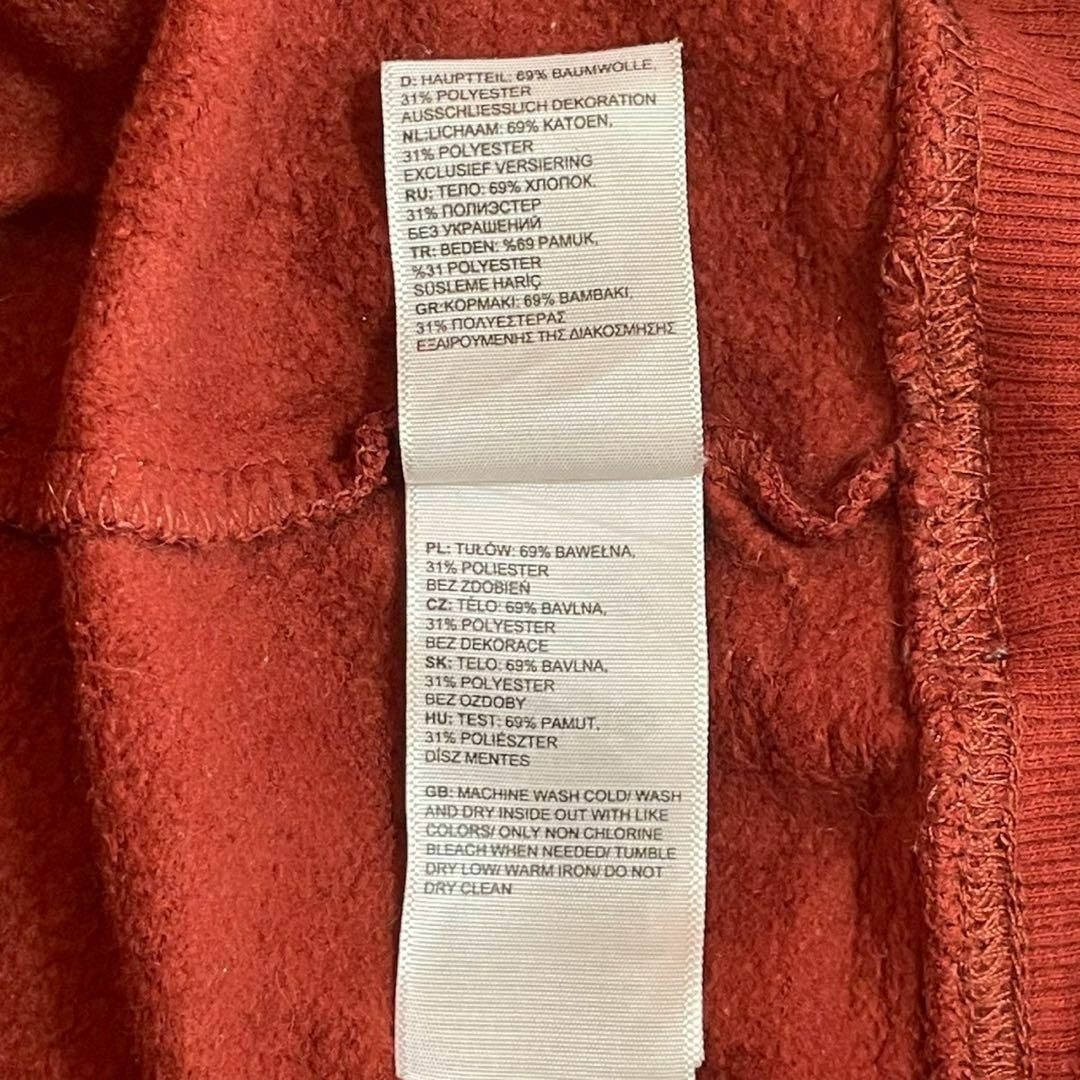 D: HAUPTTEIL: 69% BAUMWOLLE,
31% POLYESTER
AUSSCHLIESSLICH DEKORATION
NL:LICHAAM: 69% KATOEN,
31% POLYESTER
EXCLUSIEF VERSIERING
RU: ТЕЛО: 69% ХЛОПОК,
31% ПОЛИЭСТЕР
БЕЗ УКРАШЕНИЙ
TR: BEDEN: %69 PAMUK,
%31 POLYESTER
SÜSLEME HARİÇ
GR:ΚΟΡΜΑΚΙ: 69% ΒΑΜΒΑΚΙ,
31% ΠΟΛΥΕΣΤΕΡΑΣ
ΕΞΑΙΡΟΥΜΕΝΗΣ ΤΗΣ ΔΙΑΚΟΣΜΗΣΗΣ
PL: TUŁÓW: 69% BAWEŁNA,
31% POLIESTER
BEZ ZDOBIEŃ
CZ: TĚLO: 69% BAVLNA,
31% POLYESTER
BEZ DEKORACE
SK: TELO: 69% BAVLNA,
31% POLYESTER
BEZ OZDOBY
HU: TEST: 69% PAMUT,
31% POLIÉSZTER
DÍSZ MENTES
GB: MACHINE WASH COLD/ WASH
AND DRY INSIDE OUT WITH LIKE
COLORS/ ONLY NON CHLORINE
BLEACH WHEN NEEDED/ TUMBLE
DRY LOW/ WARM IRON/ DO NOT
DRY CLEAN